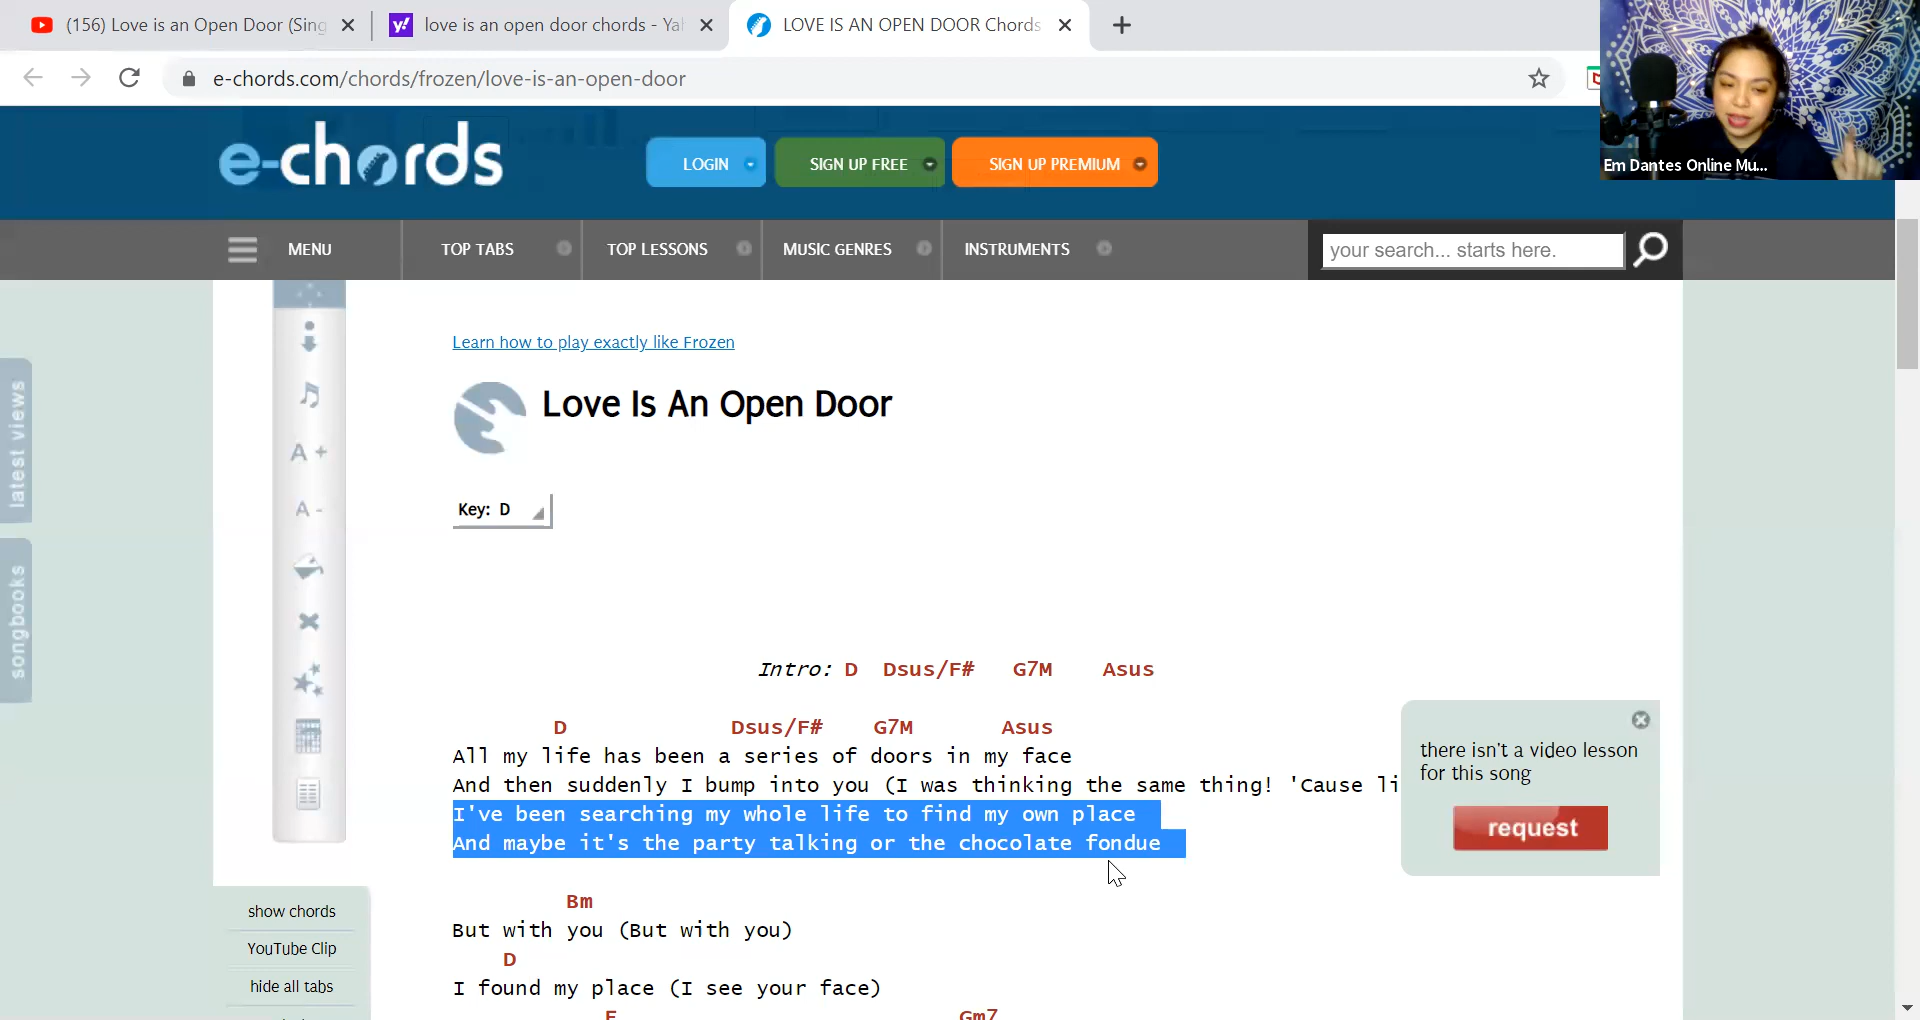 (156) Love is an Open Door (Sing
love is an open door chords - Yah
LOVE IS AN OPEN DOOR Chords
e-chords.com/chords/frozen/love-is-an-open-door
Em Dantes Online Mu...
e-chords
LOGIN
SIGN UP FREE
SIGN UP PREMIUM
MENU
TOP TABS
TOP LESSONS
MUSIC GENRES
INSTRUMENTS
your search... starts here.
latest views
songbooks
A +
A -
Learn how to play exactly like Frozen
Love Is An Open Door
Key: D
Intro: D Dsus/F# G7M Asus
D Dsus/F# G7M Asus
All my life has been a series of doors in my face
And then suddenly I bump into you (I was thinking the same thing! 'Cause li
I've been searching my whole life to find my own place
And maybe it's the party talking or the chocolate fondue
Bm
But with you (But with you)
D
I found my place (I see your face)
Gm7
there isn't a video lesson
for this song
request
show chords
YouTube Clip
hide all tabs